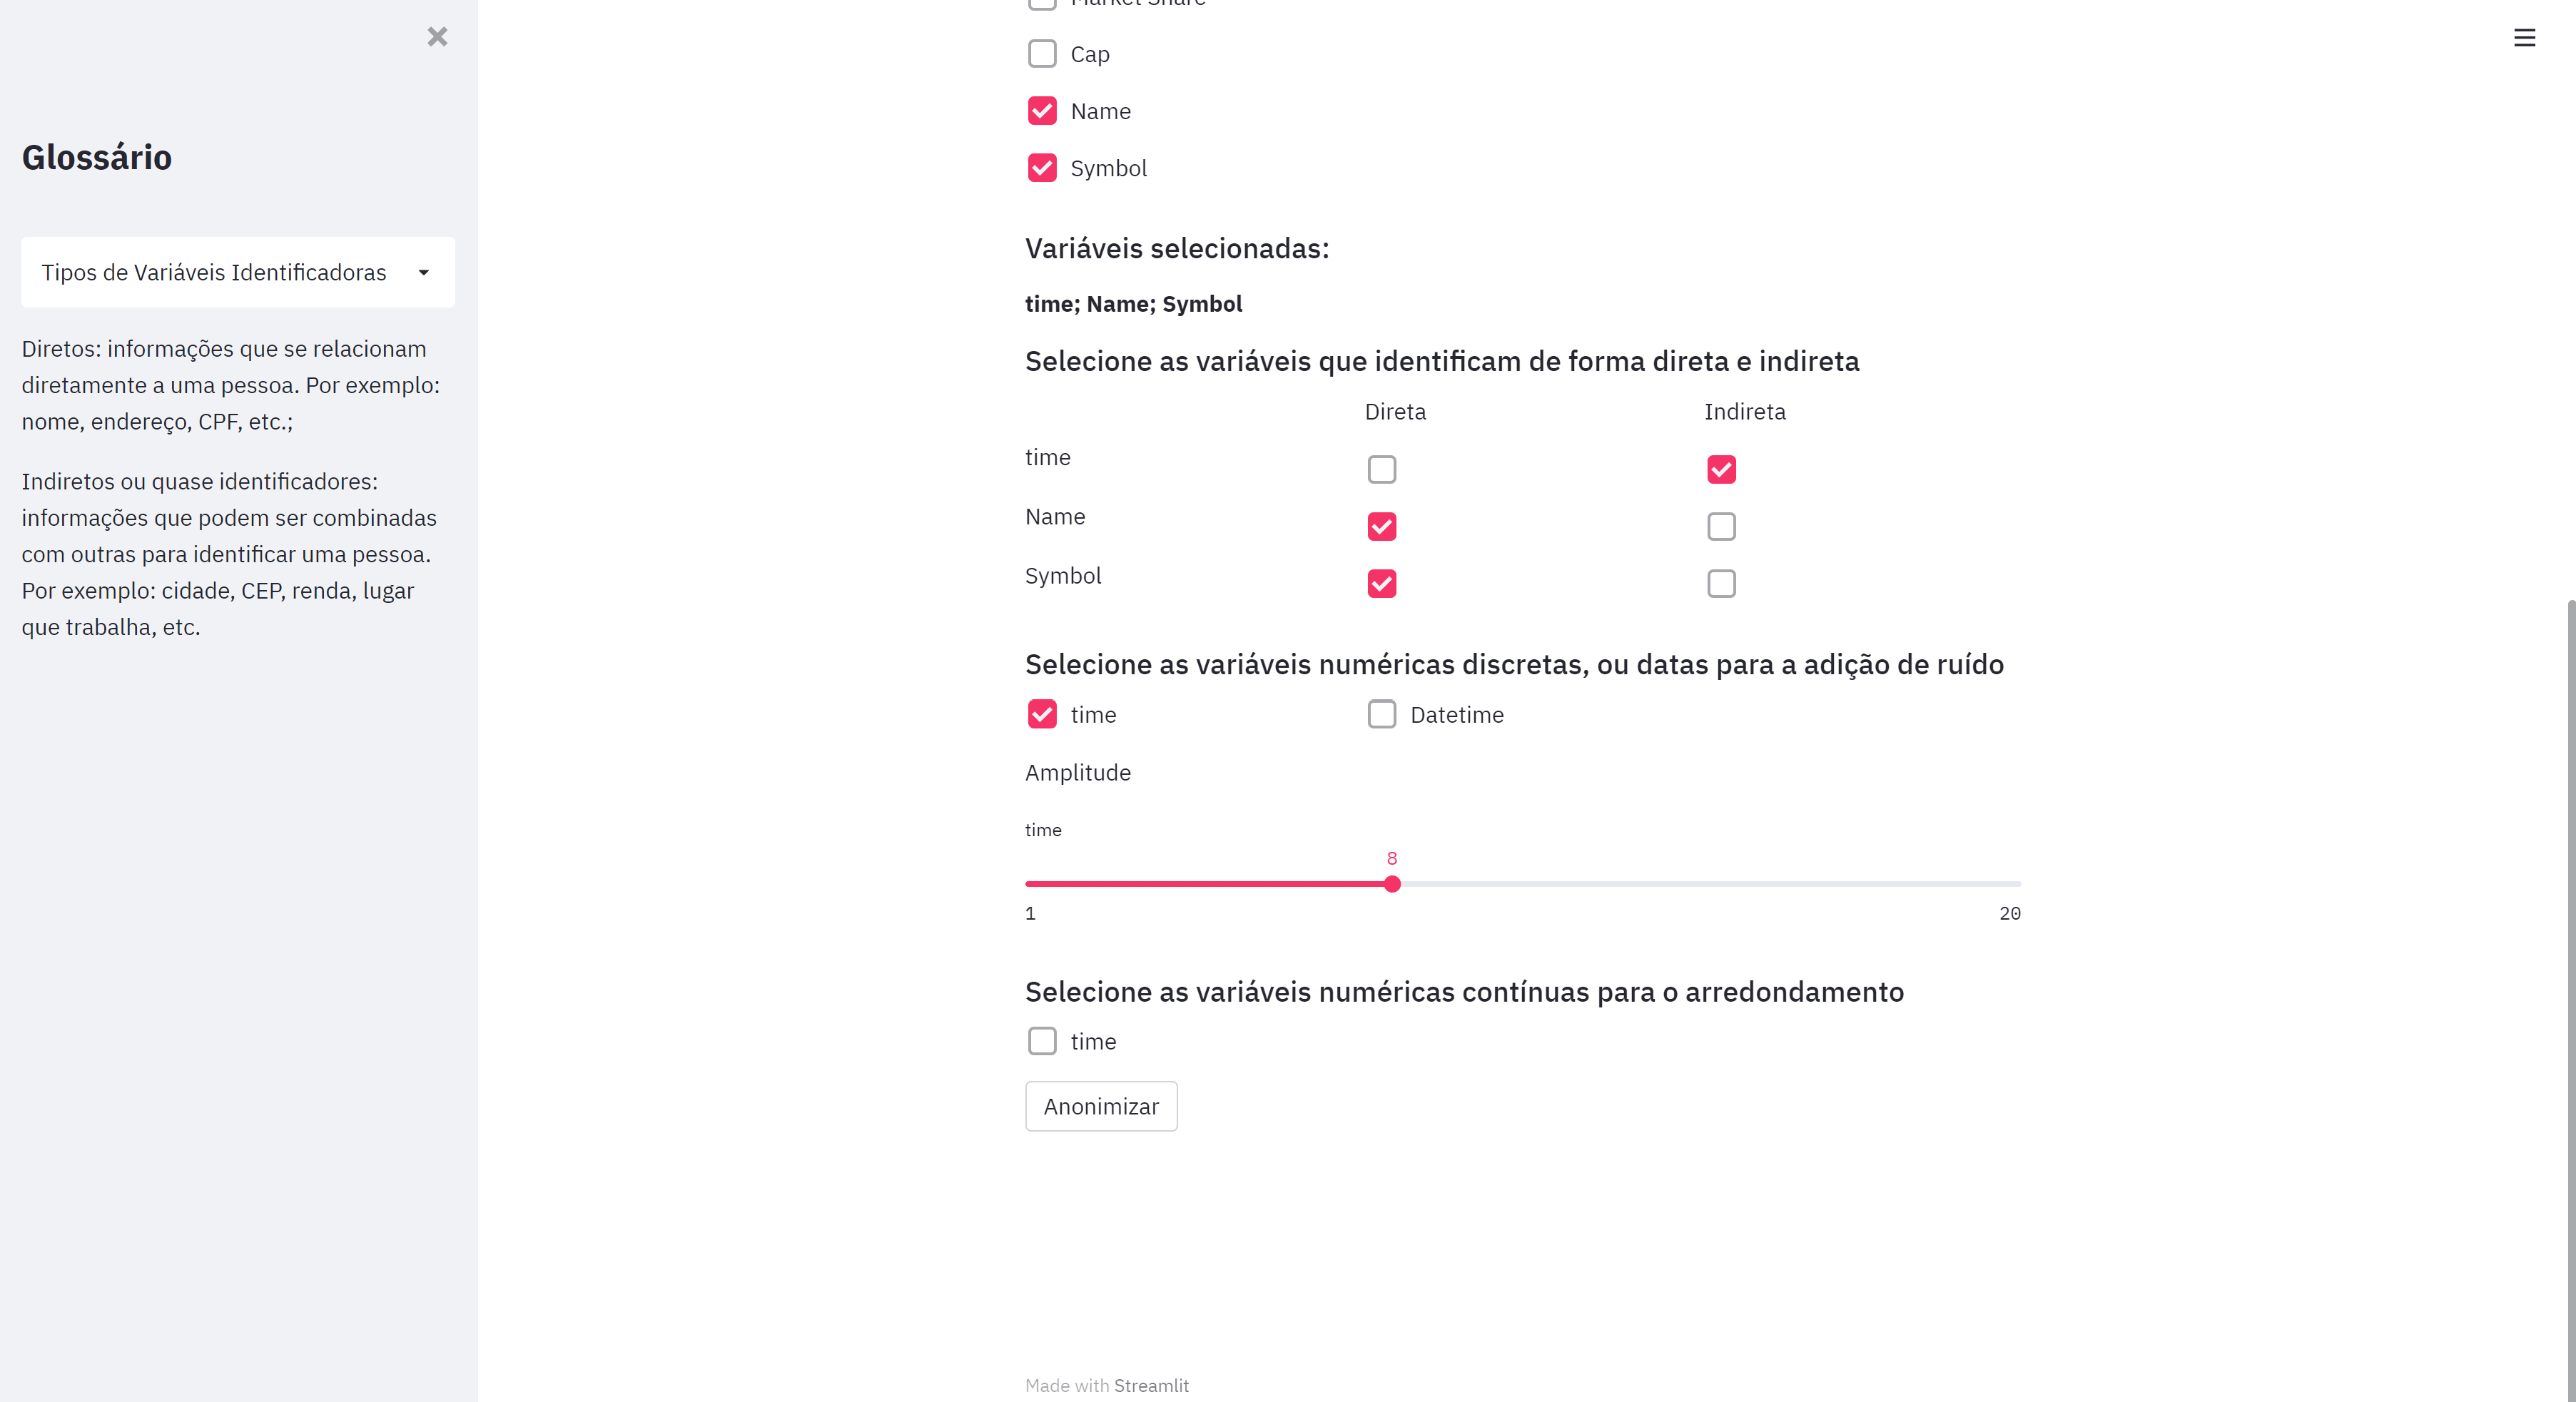 Glossário
Tipos de Variáveis Identificadoras
Diretos: informações que se relacionam
diretamente a uma pessoa. Por exemplo:
nome, endereço, CPF, etc.;
Indiretos ou quase identificadores:
informações que podem ser combinadas
com outras para identificar uma pessoa.
Por exemplo: cidade, CEP, renda, lugar
que trabalha, etc.
Market Share
Cap
Name
Symbol
Variáveis selecionadas:
time; Name; Symbol
Selecione as variáveis que identificam de forma direta e indireta
Direta Indireta
time
Name
Symbol
Selecione as variáveis numéricas discretas, ou datas para a adição de ruído
time Datetime
Amplitude
time
8
1 20
Selecione as variáveis numéricas contínuas para o arredondamento
time
Anonimizar
Made with Streamlit